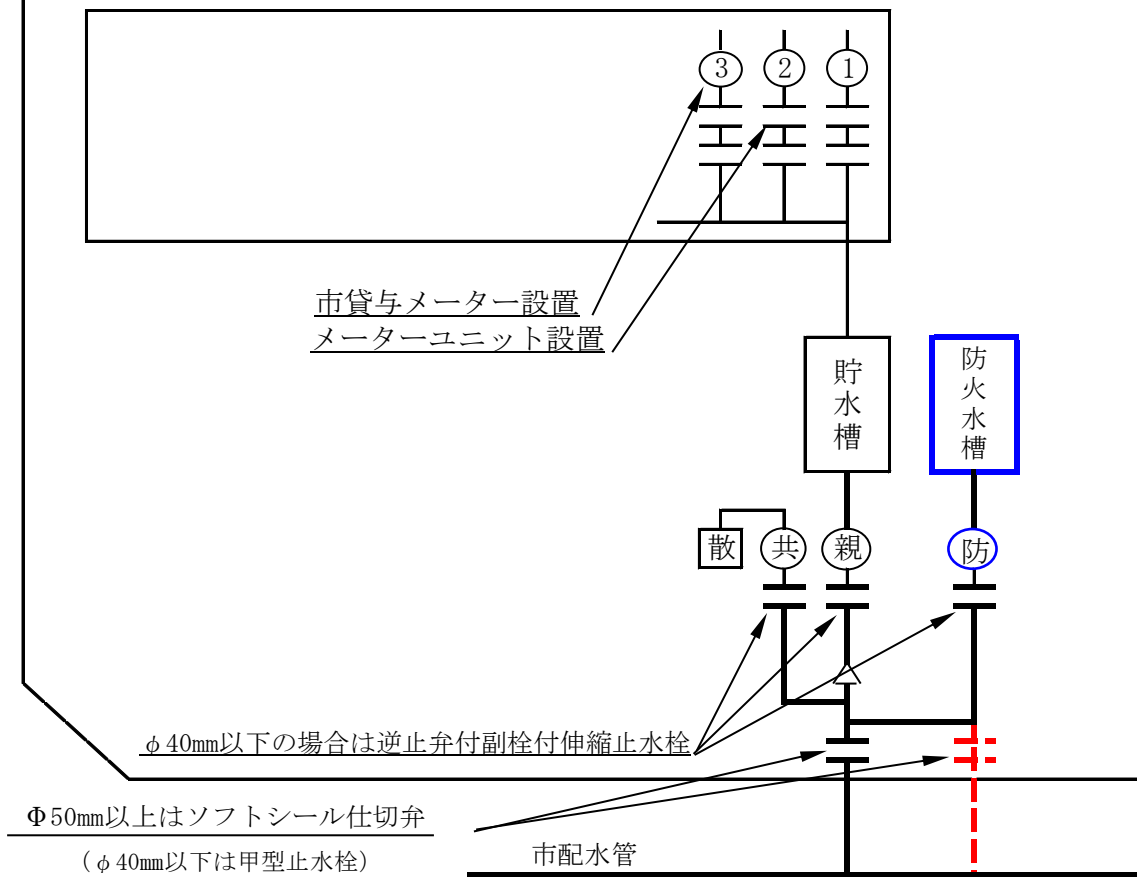 3 2 1
市貸与メーター設置
メーターユニット設置
貯水槽
防火水槽
散 共 親 防
φ40mm以下の場合は逆止弁付副栓付伸縮止水栓
Φ50mm以上はソフトシール仕切弁
(φ40mm以下は甲型止水栓)
市配水管